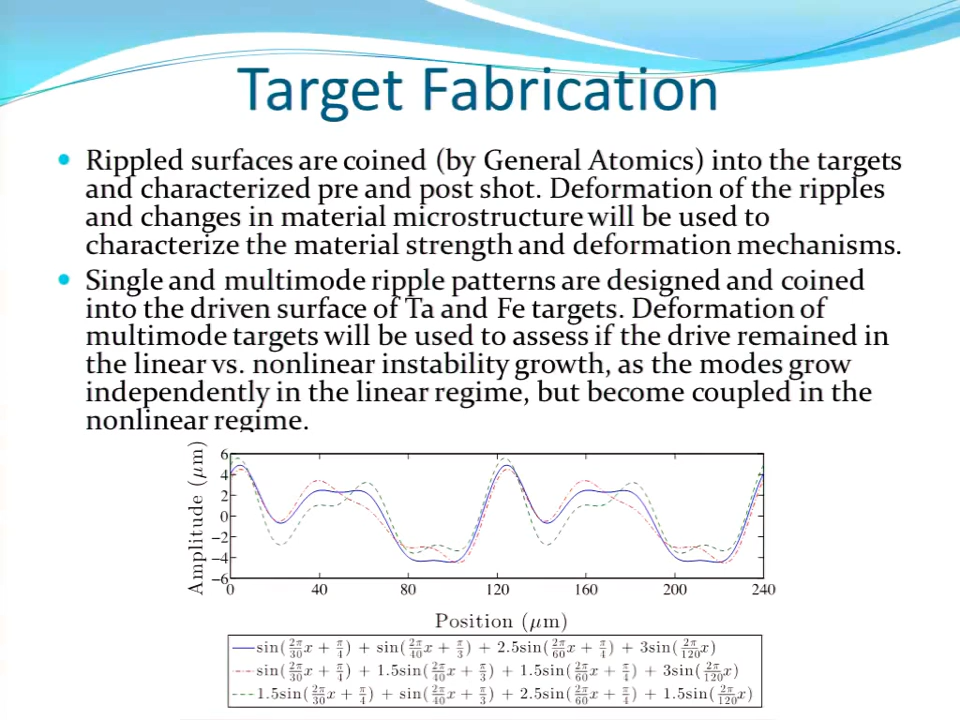 Target Fabrication
• Rippled surfaces are coined (by General Atomics) into the targets
and characterized pre and post shot. Deformation of the ripples
and changes in material microstructure will be used to
characterize the material strength and deformation mechanisms.
• Single and multimode ripple patterns are designed and coined
into the driven surface of Ta and Fe targets. Deformation of
multimode targets will be used to assess if the drive remained in
the linear vs. nonlinear instability growth, as the modes grow
independently in the linear regime, but become coupled in the
nonlinear regime.
Amplitude (μm)
6
4
2
0
−2
−4
−6
0 40 80 120 160 200 240
Position (μm)
sin(2π/30 x + π/4) + sin(2π/40 x + π/3) + 2.5sin(2π/60 x + π/4) + 3sin(2π/120 x)
sin(2π/30 x + π/4) + 1.5sin(2π/40 x + π/3) + 1.5sin(2π/60 x + π/4) + 3sin(2π/120 x)
1.5sin(2π/30 x + π/4) + sin(2π/40 x + π/3) + 2.5sin(2π/60 x + π/4) + 1.5sin(2π/120 x)